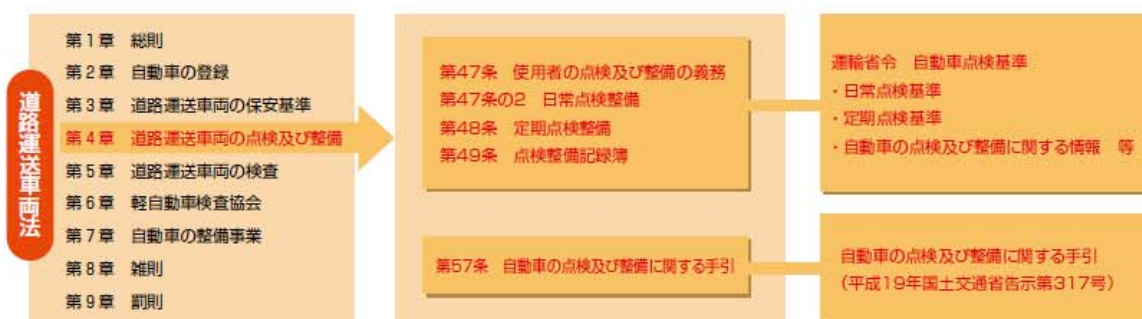 道路運送車両法
第1章 総則
第2章 自動車の登録
第3章 道路運送車両の保安基準
第4章 道路運送車両の点検及び整備
第5章 道路運送車両の検査
第6章 軽自動車検査協会
第7章 自動車の整備事業
第8章 雑則
第9章 罰則
第47条 使用者の点検及び整備の義務
第47条の2 日常点検整備
第48条 定期点検整備
第49条 点検整備記録簿
第57条 自動車の点検及び整備に関する手引
運輸省令 自動車点検基準
・日常点検基準
・定期点検基準
・自動車の点検及び整備に関する情報 等
自動車の点検及び整備に関する手引
(平成19年国土交通省告示第317号)